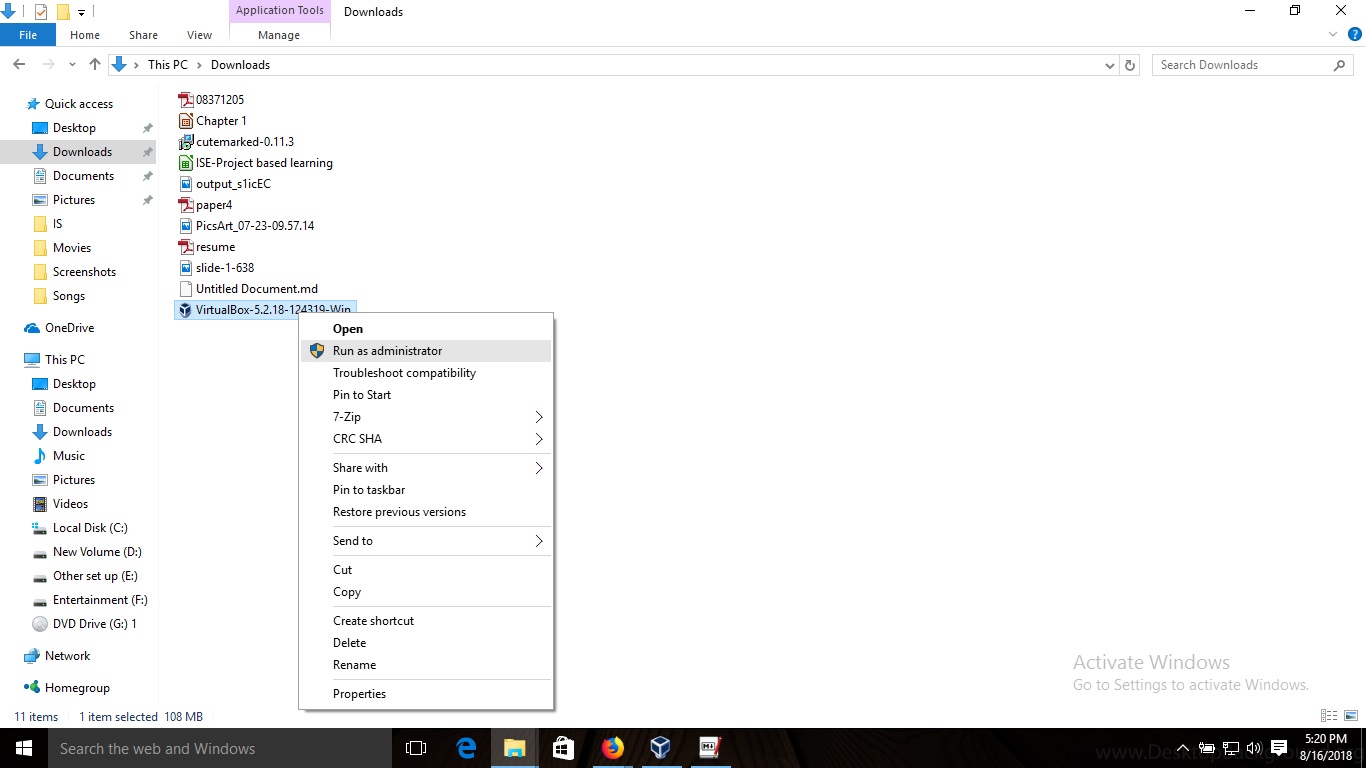 Application Tools
Downloads
File
Home
Share
View
Manage
This PC
Downloads
Search Downloads
Quick access
Desktop
Downloads
Documents
Pictures
IS
Movies
Screenshots
Songs
OneDrive
This PC
Desktop
Documents
Downloads
Music
Pictures
Videos
Local Disk (C:)
New Volume (D:)
Other set up (E:)
Entertainment (F:)
DVD Drive (G:) 1
Network
Homegroup
08371205
Chapter 1
cutemarked-0.11.3
ISE-Project based learning
output_s1icEC
paper4
PicsArt_07-23-09.57.14
resume
slide-1-638
Untitled Document.md
VirtualBox-5.2.18-124319-Win
Open
Run as administrator
Troubleshoot compatibility
Pin to Start
7-Zip
CRC SHA
Share with
Pin to taskbar
Restore previous versions
Send to
Cut
Copy
Create shortcut
Delete
Rename
Properties
Activate Windows
Go to Settings to activate Windows.
11 items
1 item selected 108 MB
Search the web and Windows
5:20 PM
8/16/2018